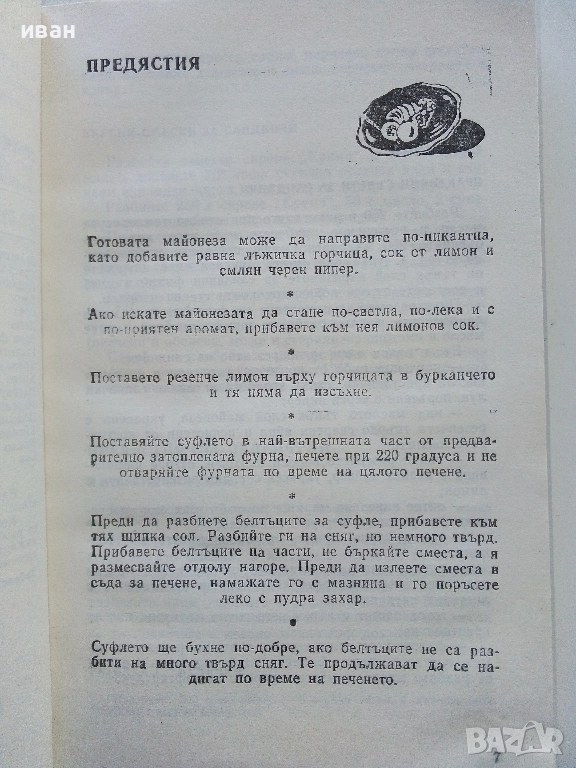 иван
ПРЕДЯСТИЯ
Готовата майонеза може да направите по-пикантна,
като добавите равна лъжичка горчица, сок от лимон и
смлян черен пипер.
*
Ако искате майонезата да стане по-светла, по-лека и с
по-приятен аромат, прибавете към нея лимонов сок.
*
Поставете резенче лимон върху горчицата в бурканчето
и тя няма да изсъхне.
*
Поставяйте суфлето в най-вътрешната част от предва-
рително затоплената фурна, печете при 220 градуса и не
отваряйте фурната по време на цялото печене.
*
Преди да разбиете белтъците за суфле, прибавете към
тях щипка сол. Разбийте ги на сняг, но немного твърд.
Прибавете белтъците на части, не бъркайте сместа, а я
размесвайте отдолу нагоре. Преди да излеете сместа в
съда за печене, намажате го с мазнина и го поръсете
леко с пудра захар.
*
Суфлето ще бухне по-добре, ако белтъците не са раз-
бити на много твърд сняг. Те продължават да се на-
дигат по време на печенето.
7
BAZAR